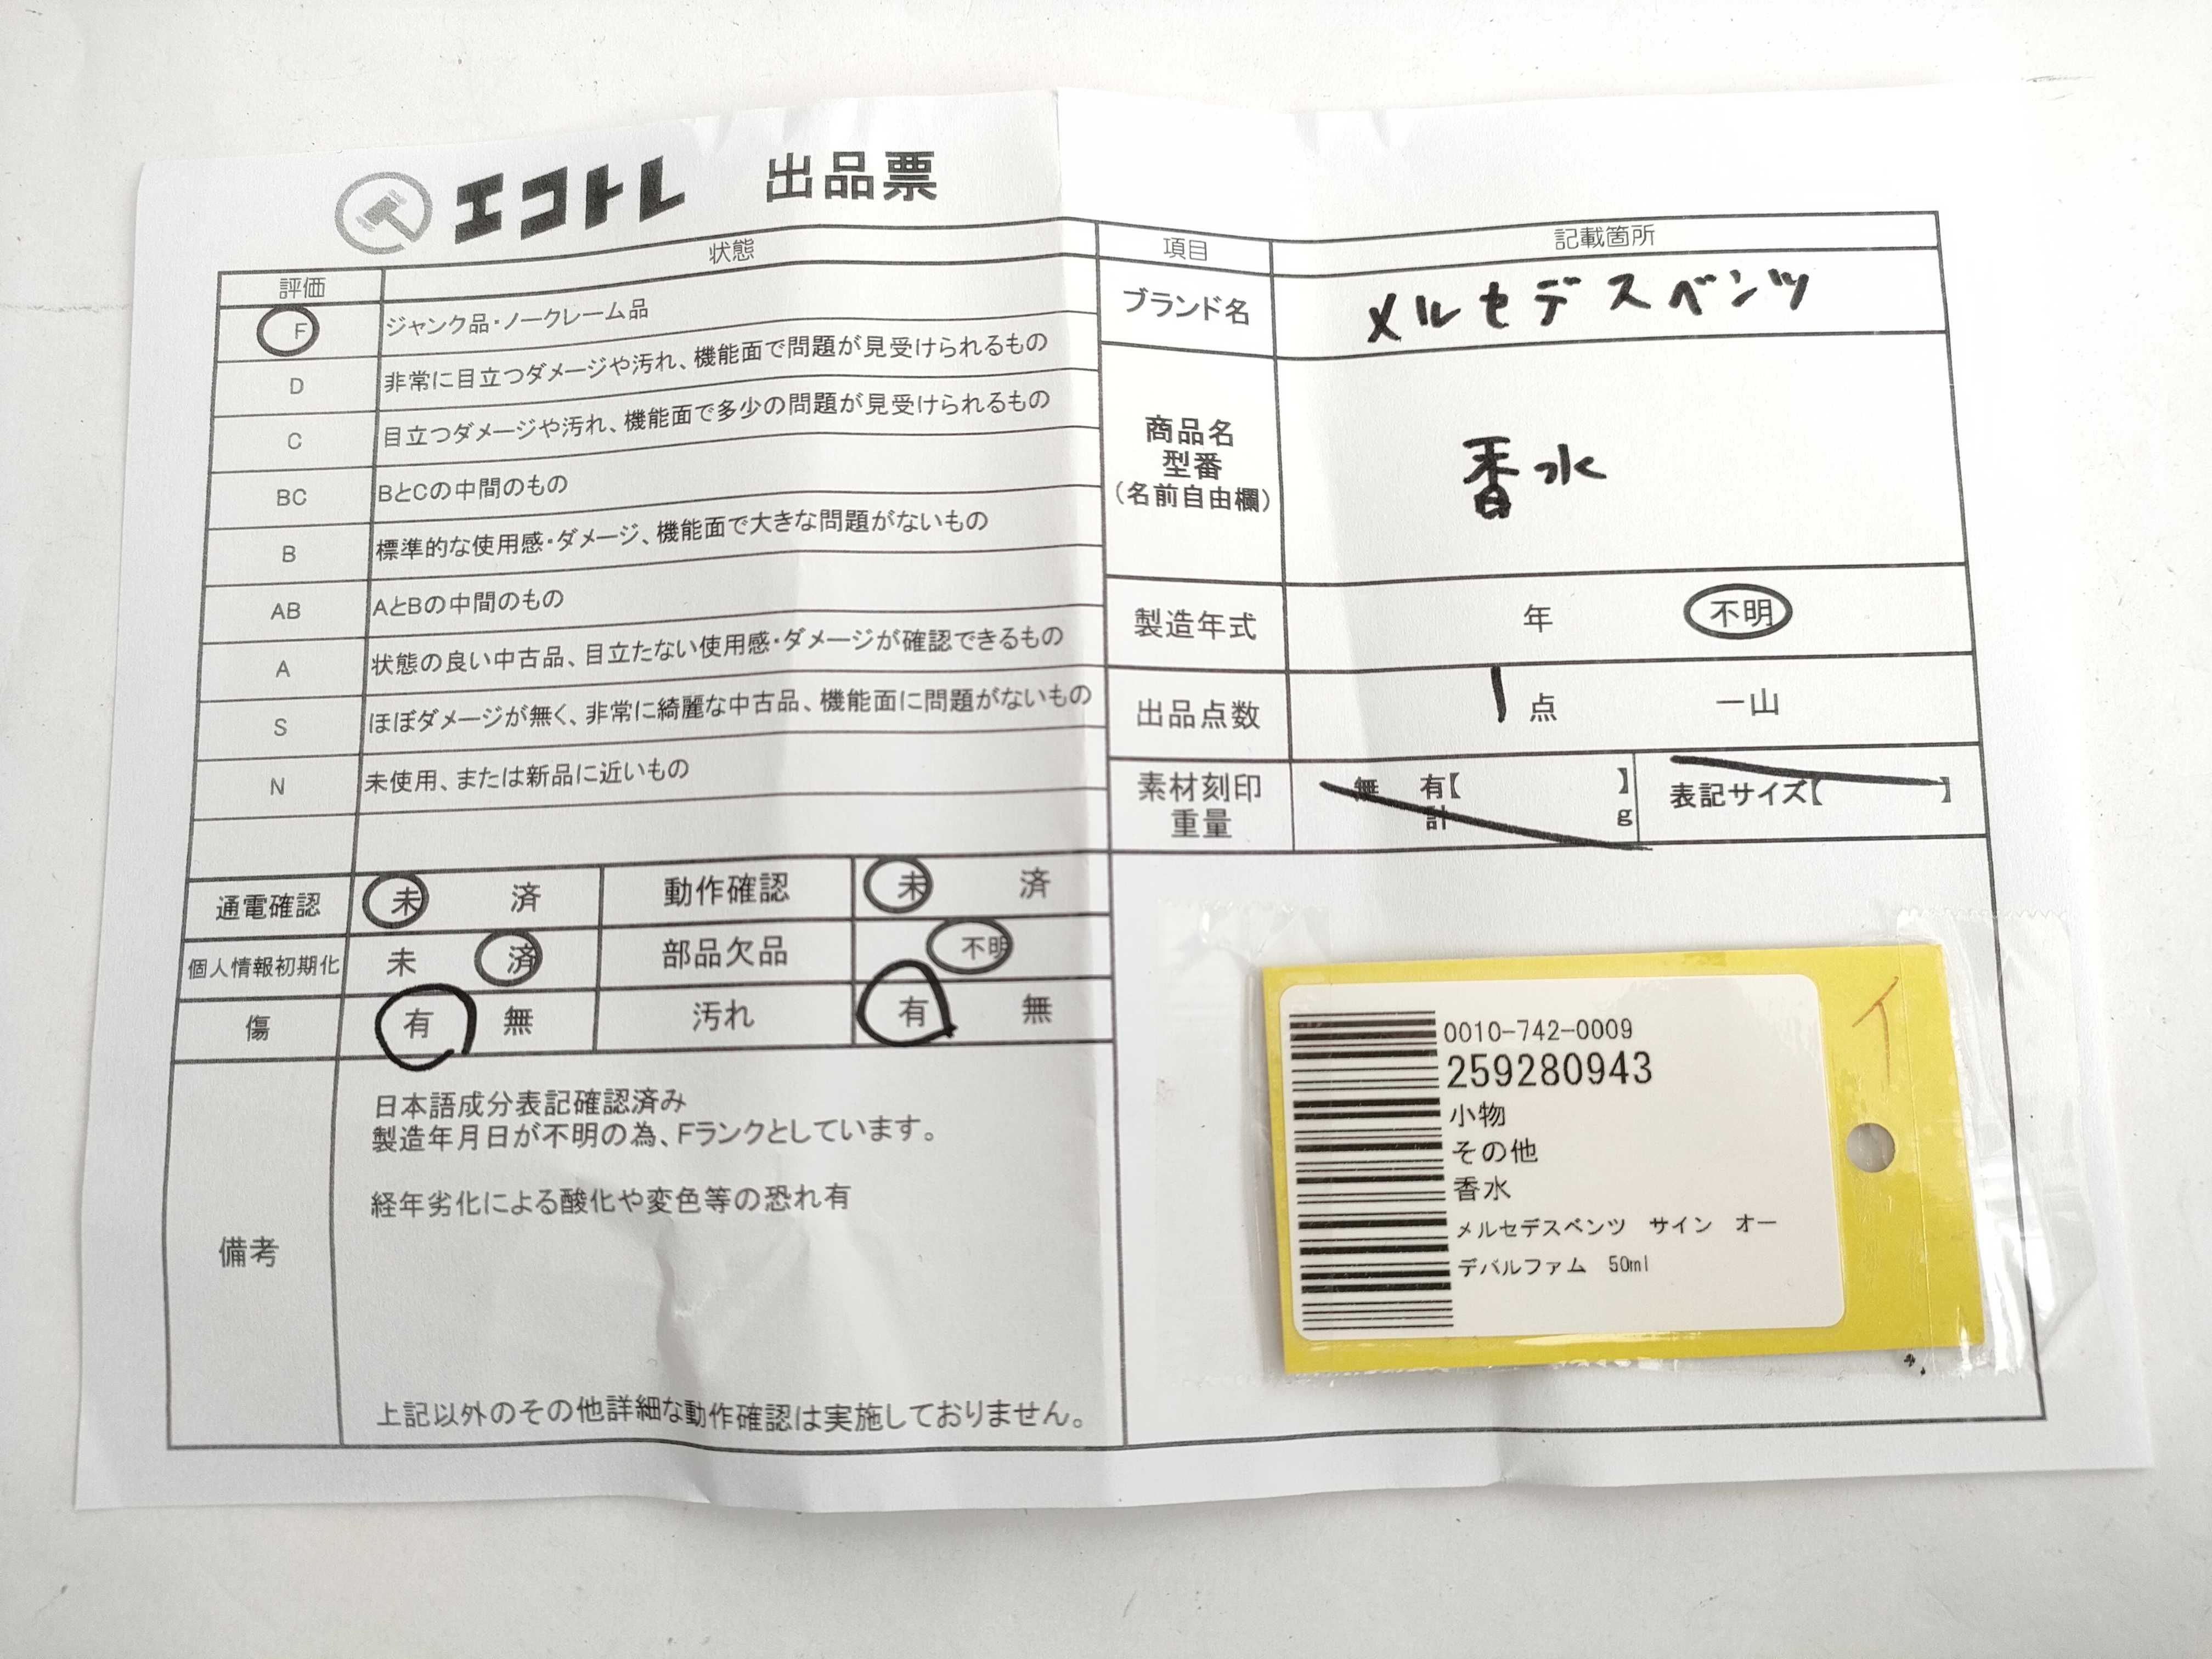 エコトレ 出品票
評価 状態
F ジャンク品・ノークレーム品
D 非常に目立つダメージや汚れ、機能面で問題が見受けられるもの
C 目立つダメージや汚れ、機能面で多少の問題が見受けられるもの
BC BとCの中間のもの
B 標準的な使用感・ダメージ、機能面で大きな問題がないもの
AB AとBの中間のもの
A 状態の良い中古品、目立たない使用感・ダメージが確認できるもの
S ほぼダメージが無く、非常に綺麗な中古品、機能面に問題がないもの
N 未使用、または新品に近いもの
通電確認 未 済 動作確認 未 済
個人情報初期化 未 済 部品欠品 不明
傷 有 無 汚れ 有 無
備考
日本語成分表記確認済み
製造年月日が不明の為、Fランクとしています。
経年劣化による酸化や変色等の恐れ有
上記以外のその他詳細な動作確認は実施しておりません。
項目 記載箇所
ブランド名 メルセデスベンツ
商品名
型番
(名前自由欄)
香水
製造年式 年 不明
出品点数 1点 一山
素材刻印 無 有【 】 表記サイズ【 】
重量 計 g
0010-742-0009
259280943
小物
その他
香水
メルセデスベンツ サイン オー
デパルファム 50ml
イ